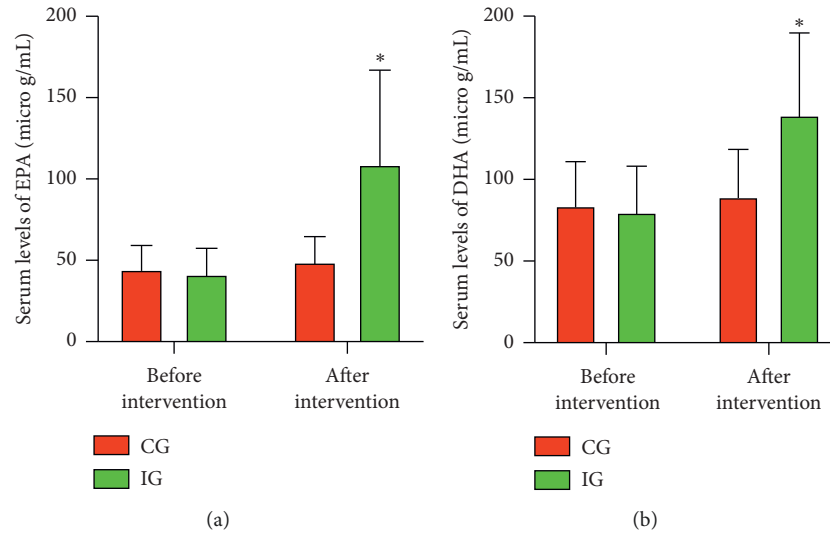 Serum levels of EPA (micro g/mL)
200
150
100
50
0
*
Before
intervention
After
intervention
CG
IG
(a)
Serum levels of DHA (micro g/mL)
200
150
100
50
0
*
Before
intervention
After
intervention
CG
IG
(b)